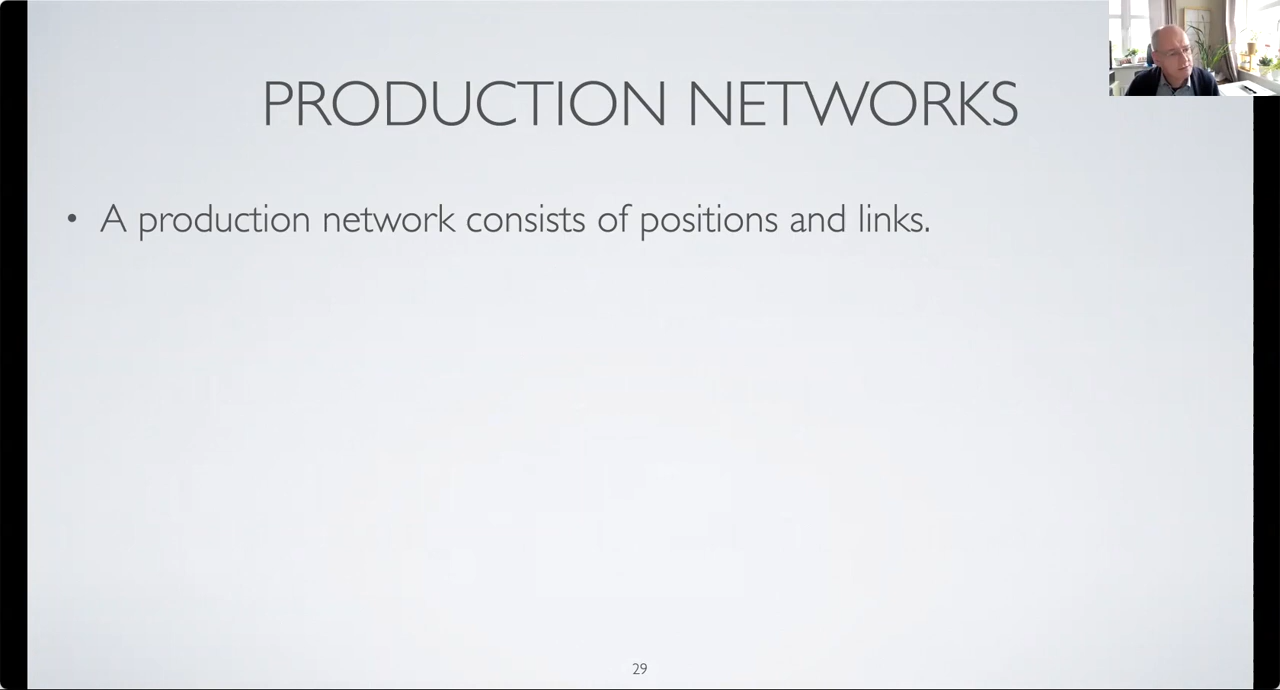 PRODUCTION NETWORKS
• A production network consists of positions and links.
29